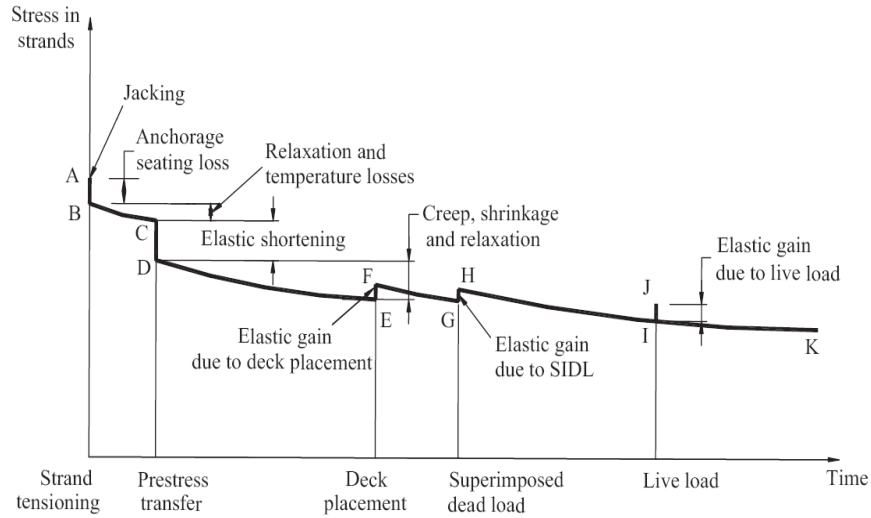 Stress in
strands
Jacking
Anchorage
seating loss
Relaxation and
temperature losses
A
B
C
Elastic shortening
Creep, shrinkage
and relaxation
D
F
H
Elastic gain
due to live load
J
E
G
I
K
Elastic gain
due to deck placement
Elastic gain
due to SIDL
Strand
tensioning
Prestress
transfer
Deck
placement
Superimposed
dead load
Live load
Time